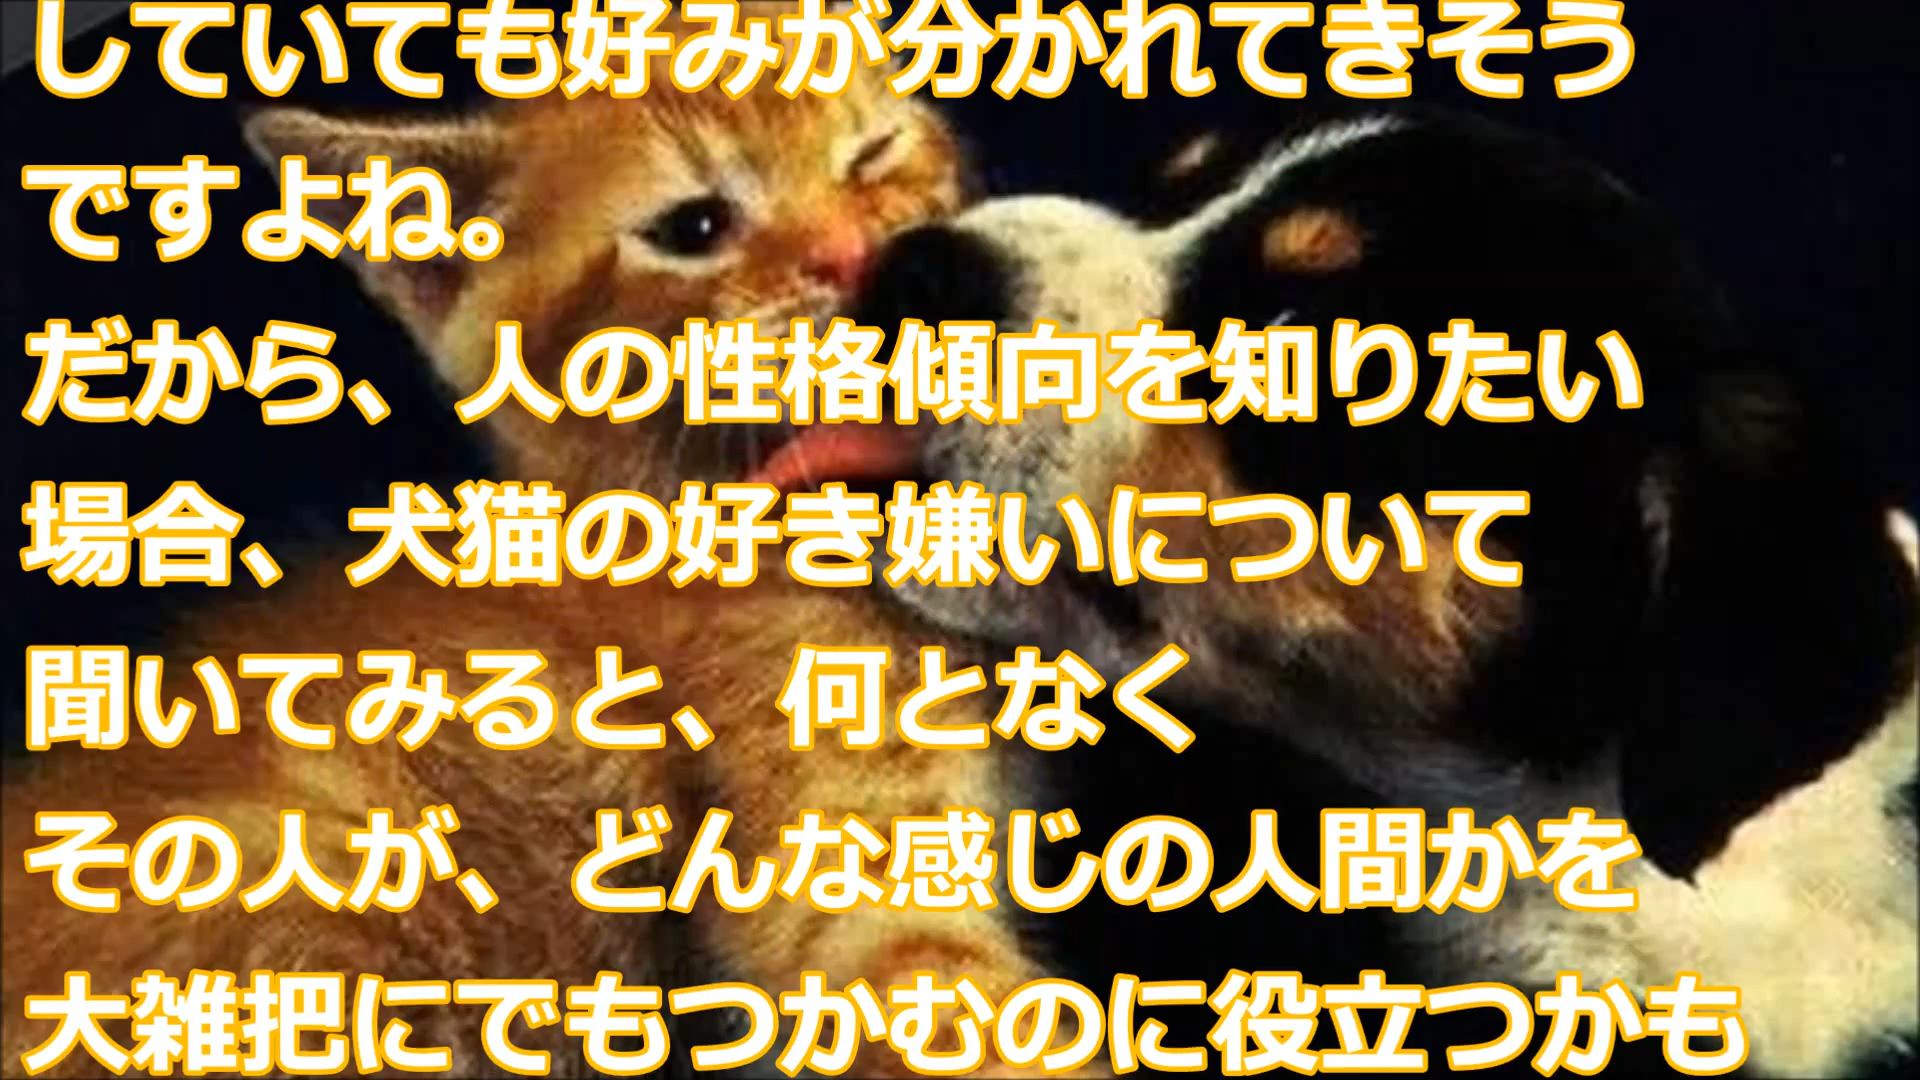 していても好みが分かれてきそう
ですよね。
だから、人の性格傾向を知りたい
場合、犬猫の好き嫌いについて
聞いてみると、何となく
その人が、どんな感じの人間かを
大雑把にでもつかむのに役立つかも